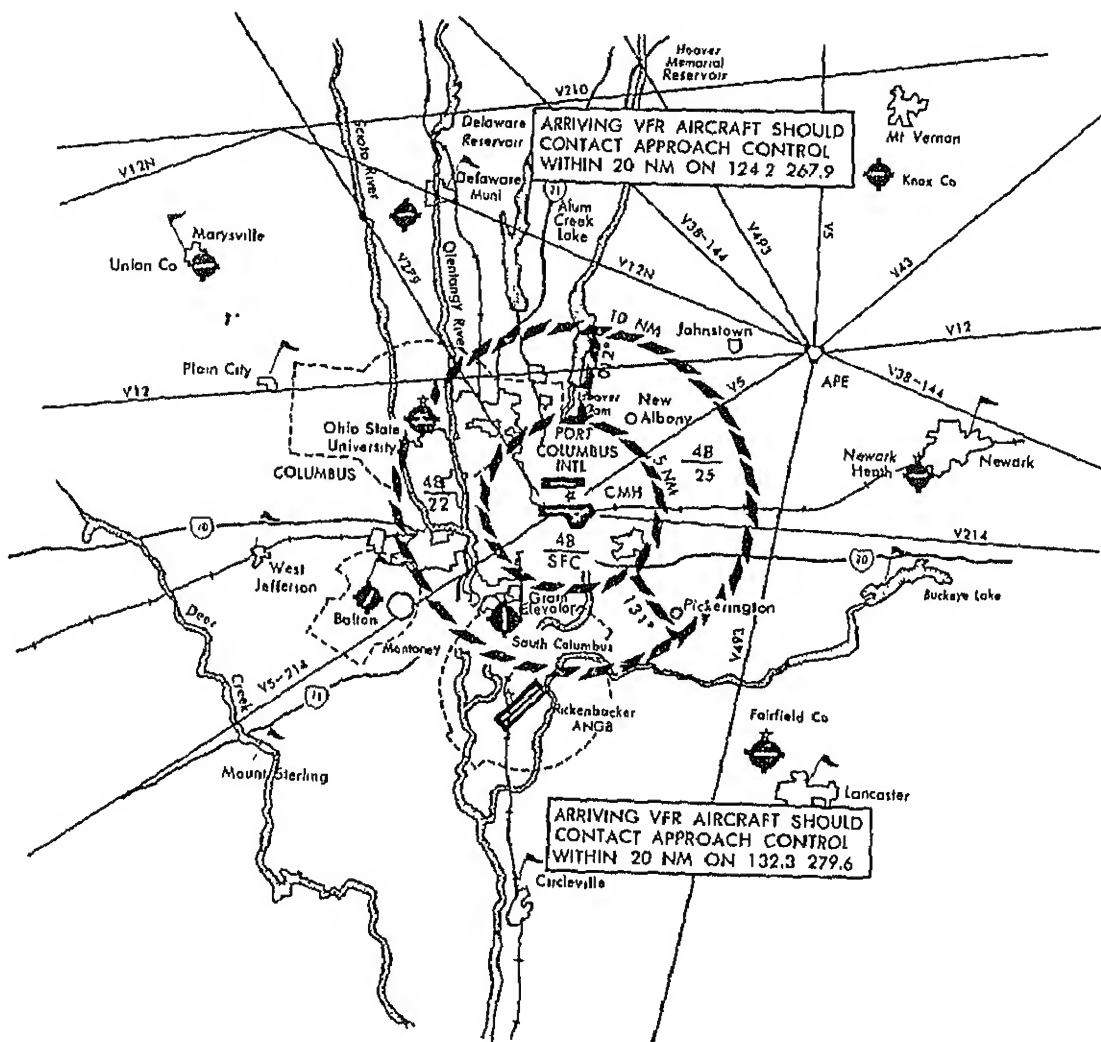 Hoover
Memorial
Reservoir
V210
Delaware
Reservoir
ARRIVING VFR AIRCRAFT SHOULD
CONTACT APPROACH CONTROL
WITHIN 20 NM ON 124 2 267.9
Mt Vernon
V12N
Scioto River
Delaware
Muni
71
Alum
Creek
Lake
Knox Co
Marysville
Union Co
V279
Olentangy River
V12N
V38-144
V493
V5
V43
10 NM
Johnstown
V12
Plain City
V12
012°
APE
V5
V38-144
Hoover
Dam
New
Albany
Ohio State
University
PORT
COLUMBUS
INTL
5 NM
48
25
Newark
Heath
Newark
COLUMBUS
48
22
CMH
V214
70
48
SFC
70
West
Jefferson
Buckeye Lake
Bolton
Grain
Elevator
131°
Pickerington
South Columbus
V493
Deer
Creek
V5-214
71
Rickenbacker
ANGB
Fairfield Co
Mount Sterling
Lancaster
ARRIVING VFR AIRCRAFT SHOULD
CONTACT APPROACH CONTROL
WITHIN 20 NM ON 132.3 279.6
Circleville